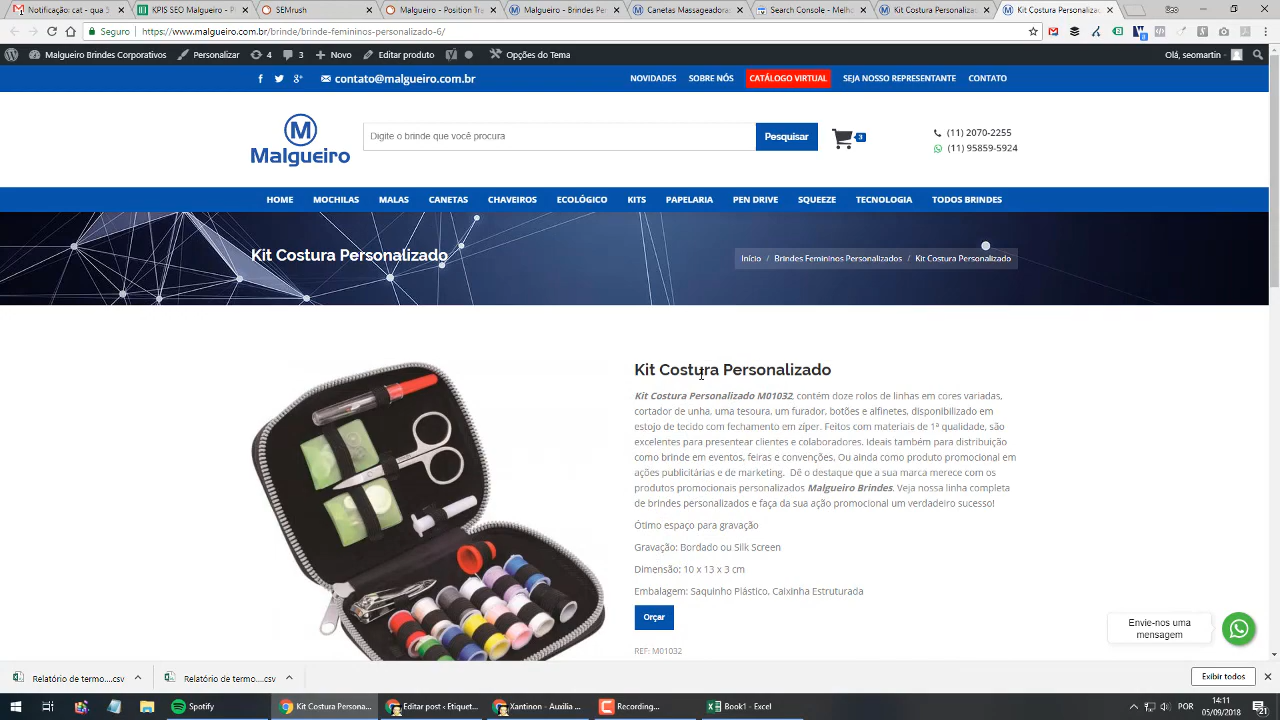 Notificação: cat - qua 5
KPIS SEO Malgueiro - P
SEMrush
Malgueiro - Position Tra
Malgueiro - Brindes Pers
Canetas Massageadoras
Search Console - Melho
Kit Costura Personalizad
Kit Costura Personalizad
Seguro
https://www.malgueiro.com.br/brinde/brinde-femininos-personalizado-6/
Malgueiro Brindes Corporativos
Personalizar
4
3
Novo
Editar produto
Opções do Tema
Olá, seomartin
contato@malgueiro.com.br
NOVIDADES
SOBRE NÓS
CATÁLOGO VIRTUAL
SEJA NOSSO REPRESENTANTE
CONTATO
M
Malgueiro
Digite o brinde que você procura
Pesquisar
3
(11) 2070-2255
(11) 95859-5924
HOME
MOCHILAS
MALAS
CANETAS
CHAVEIROS
ECOLÓGICO
KITS
PAPELARIA
PEN DRIVE
SQUEEZE
TECNOLOGIA
TODOS BRINDES
Kit Costura Personalizado
Início / Brindes Femininos Personalizados / Kit Costura Personalizado
Kit Costura Personalizado
Kit Costura Personalizado M01032, contém doze rolos de linhas em cores variadas,
cortador de unha, uma tesoura, um furador, botões e alfinetes, disponibilizado em
estojo de tecido com fechamento em zíper. Feitos com materiais de 1ª qualidade, são
excelentes para presentear clientes e colaboradores. Ideais também para distribuição
como brinde em eventos, feiras e convenções, Ou ainda como produto promocional em
ações publicitárias e de marketing. Dê o destaque que a sua marca merece com os
produtos promocionais personalizados Malgueiro Brindes. Veja nossa linha completa
de brindes personalizados e faça da sua ação promocional um verdadeiro sucesso!
Ótimo espaço para gravação
Gravação: Bordado ou Silk Screen
Dimensão: 10 x 13 x 3 cm
Embalagem: Saquinho Plástico, Caixinha Estruturada
Orçar
REF: M01032
Envie-nos uma
mensagem
Relatório de termo....csv
Relatório de termo....csv
Exibir todos
Spotify
Kit Costura Persona...
Editar post ‹ Etiquet...
Xantinon - Auxilia ...
Recording...
Book1 - Excel
POR
14:11
05/09/2018
21